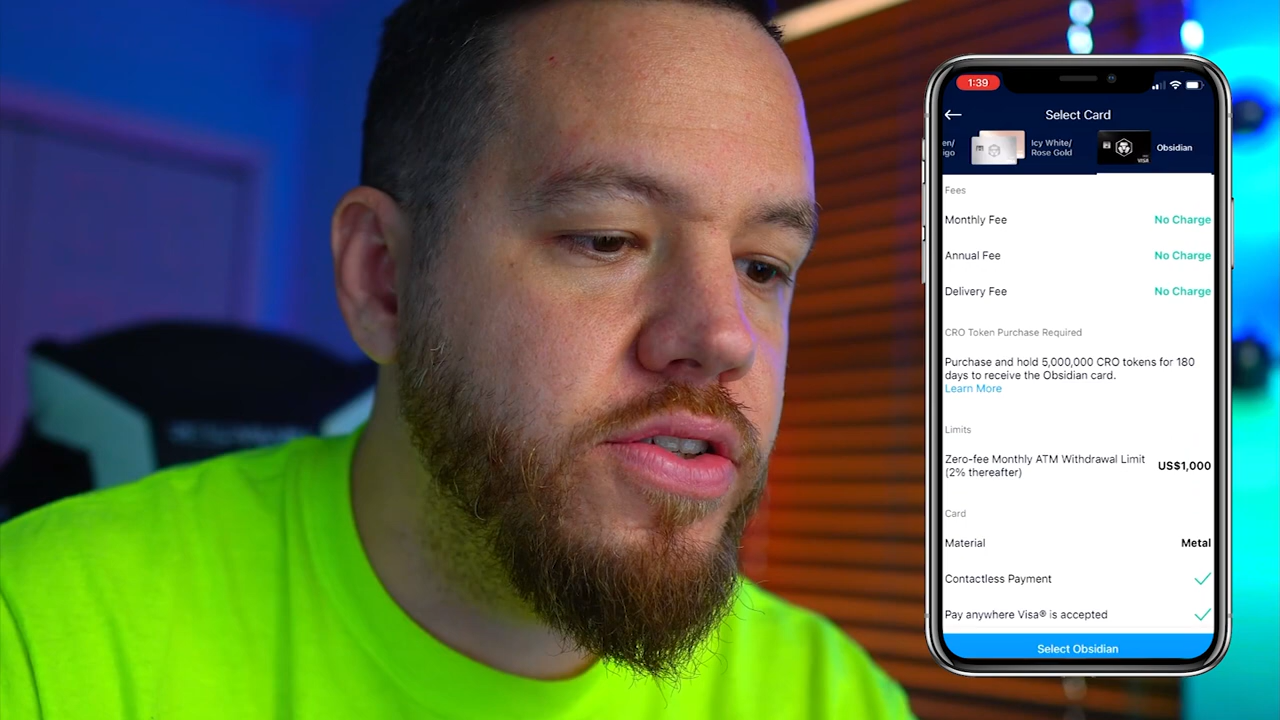 1:39
Select Card
en/
igo
Icy White/
Rose Gold
VISA
Obsidian
Fees
Monthly Fee No Charge
Annual Fee No Charge
Delivery Fee No Charge
CRO Token Purchase Required
Purchase and hold 5,000,000 CRO tokens for 180
days to receive the Obsidian card.
Learn More
Limits
Zero-fee Monthly ATM Withdrawal Limit
(2% thereafter) US$1,000
Card
Material Metal
Contactless Payment
Pay anywhere Visa® is accepted
Select Obsidian